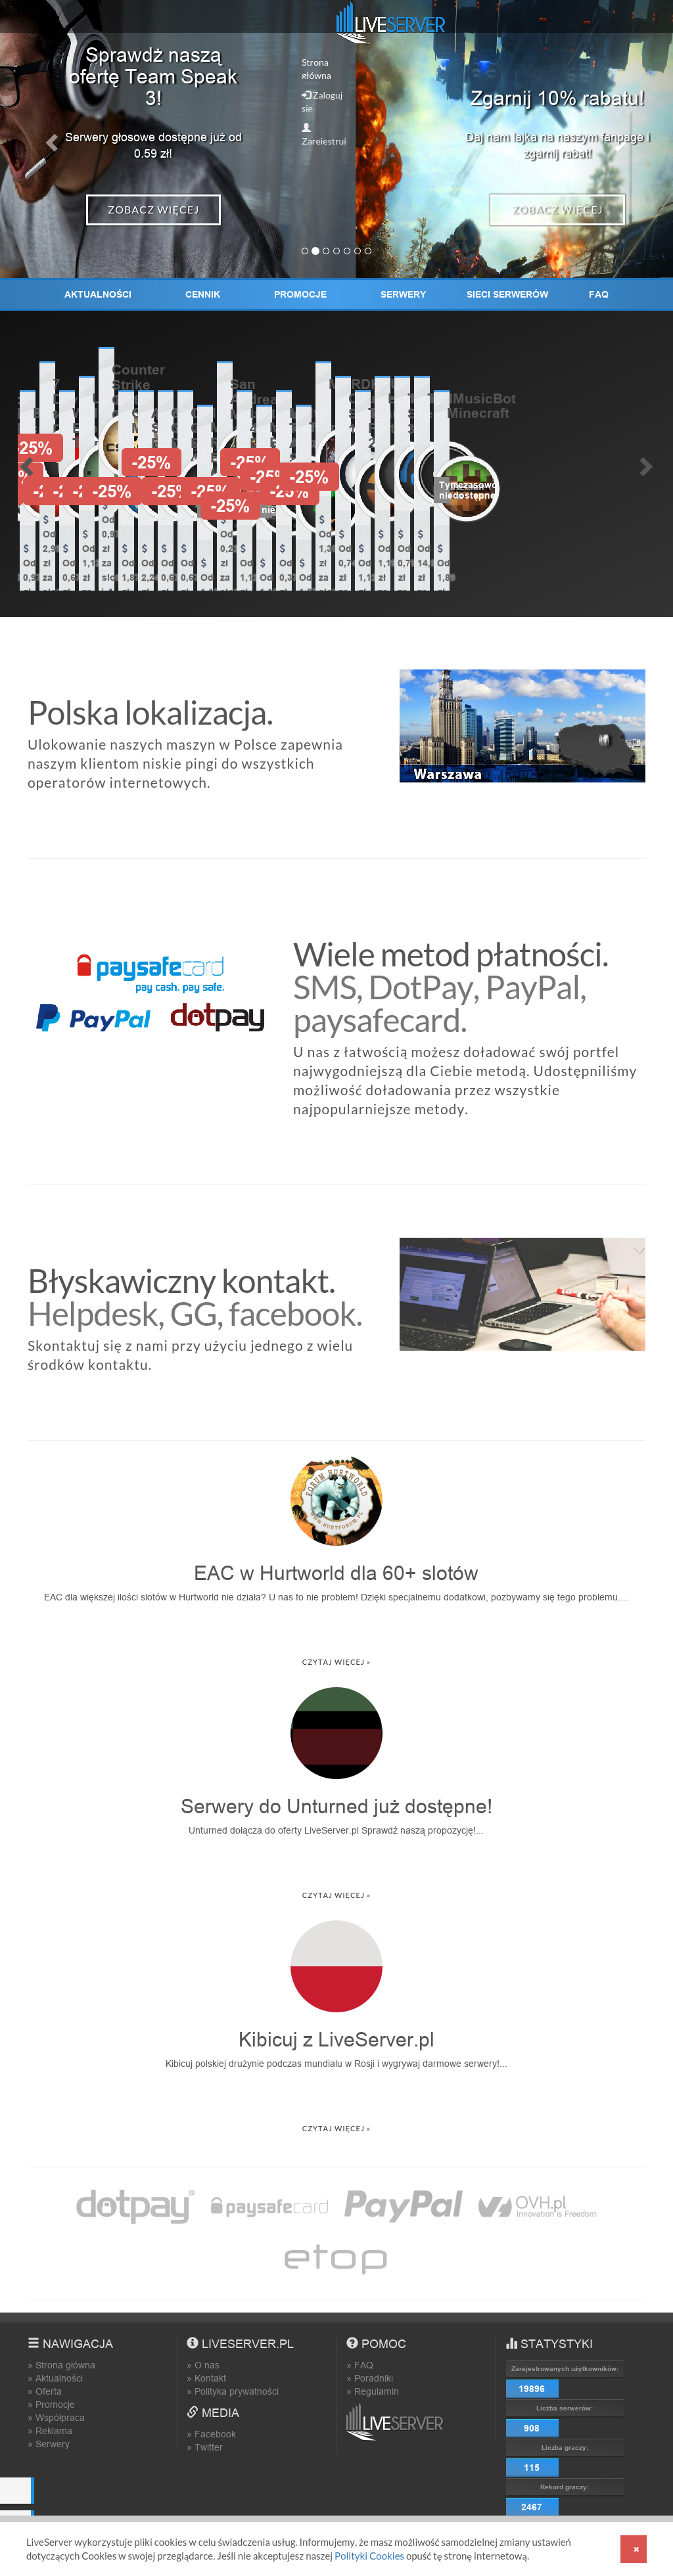 LIVESERVER
Sprawdź naszą
ofertę Team Speak
3!
Serwery głosowe dostępne już od
0.59 zł!
ZOBACZ WIĘCEJ
Strona
główna
Zaloguj
się
Zarejestruj
Zgarnij 10% rabatu!
Daj nam lajka na naszym fanpage i
zgarnij rabat!
ZOBACZ WIĘCEJ
AKTUALNOŚCI CENNIK PROMOCJE SERWERY SIECI SERWERÓW FAQ
Counter
Strike
San
MusicBot
Minecraft
-25%
-25%
-25%
-25%
-25%
Tymczasowo
niedostępne
Polska lokalizacja.
Ulokowanie naszych maszyn w Polsce zapewnia
naszym klientom niskie pingi do wszystkich
operatorów internetowych.
Warszawa
paysafecard
pay cash. pay safe.
PayPal dotpay
Wiele metod płatności.
SMS, DotPay, PayPal,
paysafecard.
U nas z łatwością możesz doładować swój portfel
najwygodniejszą dla Ciebie metodą. Udostępniliśmy
możliwość doładowania przez wszystkie
najpopularniejsze metody.
Błyskawiczny kontakt.
Helpdesk, GG, facebook.
Skontaktuj się z nami przy użyciu jednego z wielu
środków kontaktu.
FORUM HURTWORLD
EAC w Hurtworld dla 60+ slotów
EAC dla większej ilości slotów w Hurtworld nie działa? U nas to nie problem! Dzięki specjalnemu dodatkowi, pozbywamy się tego problemu....
CZYTAJ WIĘCEJ »
Serwery do Unturned już dostępne!
Unturned dołącza do oferty LiveServer.pl Sprawdź naszą propozycję!...
CZYTAJ WIĘCEJ »
Kibicuj z LiveServer.pl
Kibicuj polskiej drużynie podczas mundialu w Rosji i wygrywaj darmowe serwery!...
CZYTAJ WIĘCEJ »
dotpay® paysafecard PayPal OVH.pl
Innovation is Freedom
etop
NAWIGACJA
» Strona główna
» Aktualności
» Oferta
» Promocje
» Współpraca
» Reklama
» Serwery
LIVESERVER.PL
» O nas
» Kontakt
» Polityka prywatności
MEDIA
» Facebook
» Twitter
POMOC
» FAQ
» Poradniki
» Regulamin
LIVESERVER
STATYSTYKI
Zarejestrowanych użytkowników:
19896
Liczba serwerów:
908
Liczba graczy:
115
Rekord graczy:
2467
LiveServer wykorzystuje pliki cookies w celu świadczenia usług. Informujemy, że masz możliwość samodzielnej zmiany ustawień
dotyczących Cookies w swojej przeglądarce. Jeśli nie akceptujesz naszej Polityki Cookies opuść tę stronę internetową.